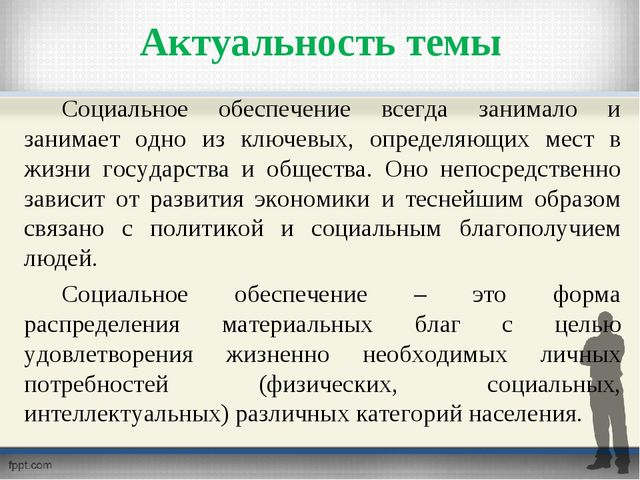 Актуальность темы
Социальное обеспечение всегда занимало и
занимает одно из ключевых, определяющих мест в
жизни государства и общества. Оно непосредственно
зависит от развития экономики и теснейшим образом
связано с политикой и социальным благополучием
людей.
Социальное обеспечение – это форма
распределения материальных благ с целью
удовлетворения жизненно необходимых личных
потребностей (физических, социальных,
интеллектуальных) различных категорий населения.
fppt.com